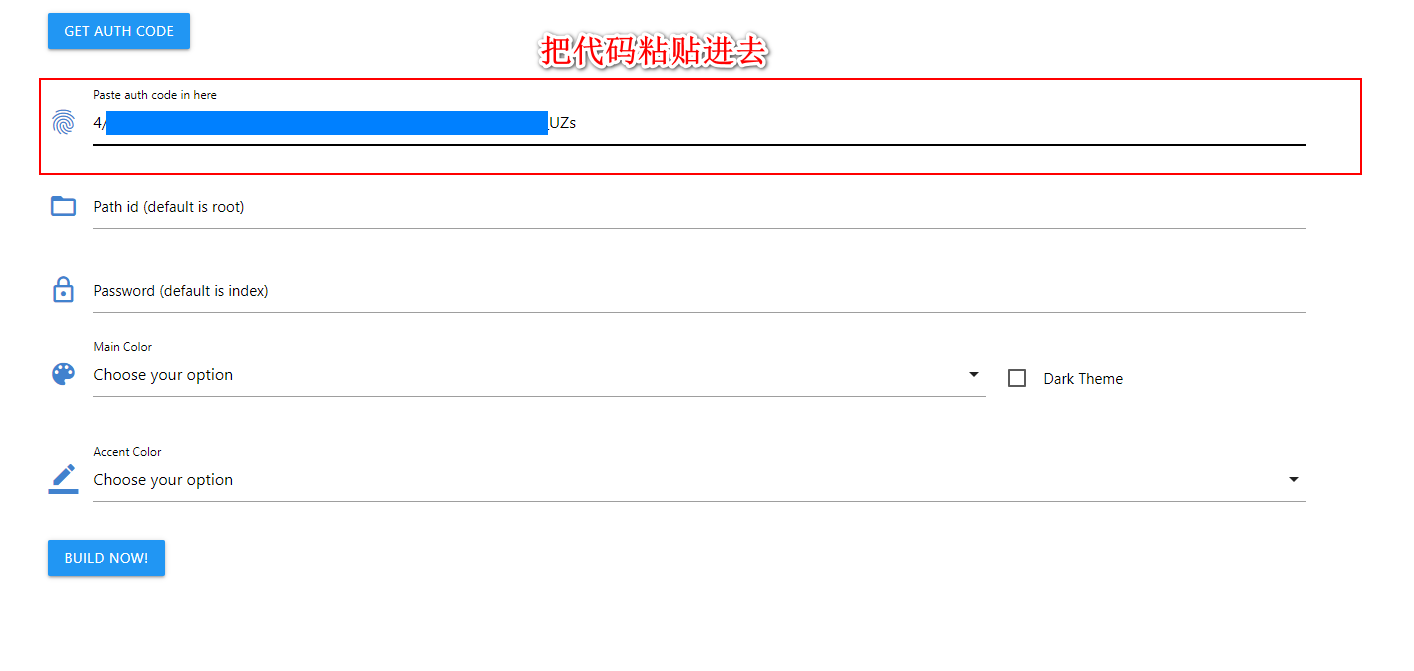 GET AUTH CODE
把代码粘贴进去
Paste auth code in here
4/
UZs
Path id (default is root)
Password (default is index)
Main Color
Choose your option
Dark Theme
Accent Color
Choose your option
BUILD NOW!